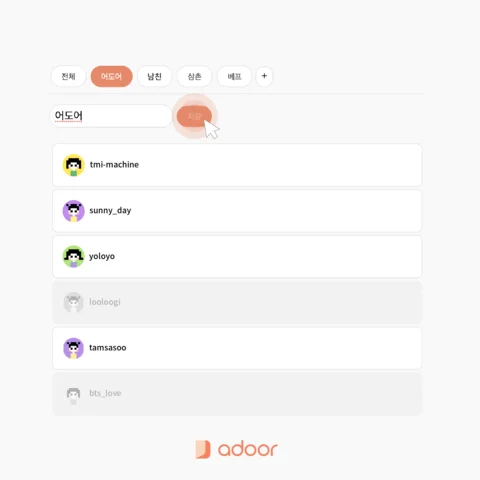 전체 어도어 남친 삼촌 베프 +
어도어 저장
tmi-machine
sunny_day
yoloyo
looloogi
tamsasoo
bts_love
adoor